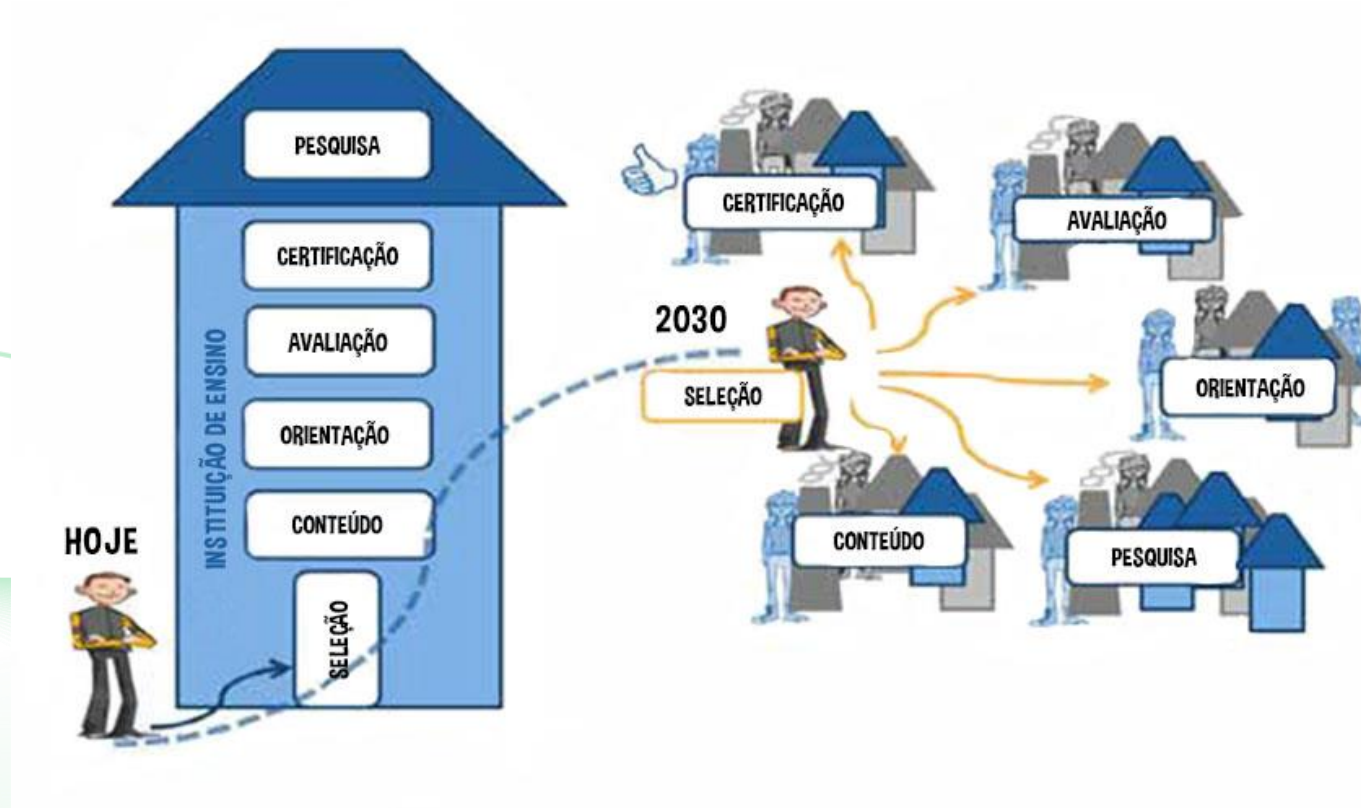 PESQUISA
CERTIFICAÇÃO
AVALIAÇÃO
ORIENTAÇÃO
CONTEÚDO
SELEÇÃO
INSTITUIÇÃO DE ENSINO
HOJE
2030
SELEÇÃO
CERTIFICAÇÃO
AVALIAÇÃO
ORIENTAÇÃO
CONTEÚDO
PESQUISA